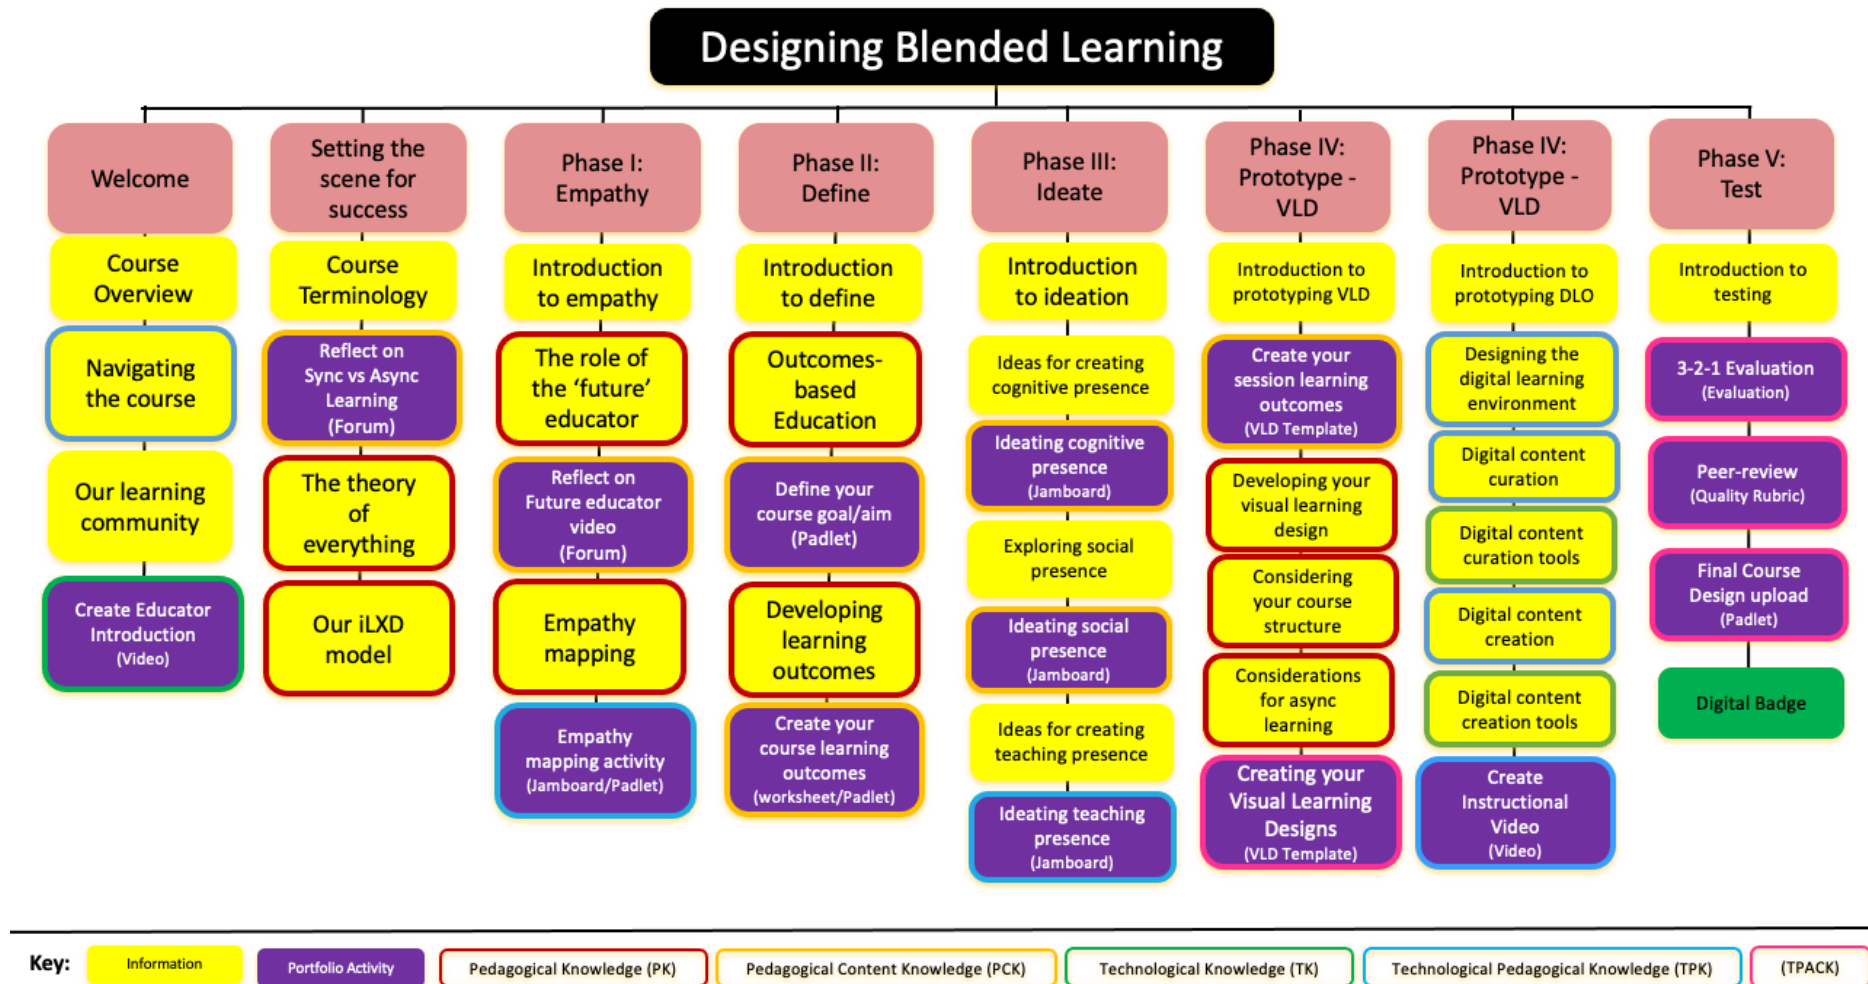 Designing Blended Learning
Welcome
Course
Overview
Navigating
the course
Our learning
community
Create Educator
Introduction
(Video)
Setting the
scene for
success
Course
Terminology
Reflect on
Sync vs Async
Learning
(Forum)
The theory
of
everything
Our iLXD
model
Phase I:
Empathy
Introduction
to empathy
The role of
the ‘future’
educator
Reflect on
Future educator
video
(Forum)
Empathy
mapping
Empathy
mapping activity
(Jamboard/Padlet)
Phase II:
Define
Introduction
to define
Outcomes-
based
Education
Define your
course goal/aim
(Padlet)
Developing
learning
outcomes
Create your
course learning
outcomes
(worksheet/Padlet)
Phase III:
Ideate
Introduction
to ideation
Ideas for creating
cognitive presence
Ideating cognitive
presence
(Jamboard)
Exploring social
presence
Ideating social
presence
(Jamboard)
Ideas for creating
teaching presence
Ideating teaching
presence
(Jamboard)
Phase IV:
Prototype -
VLD
Introduction to
prototyping VLD
Create your
session learning
outcomes
(VLD Template)
Developing your
visual learning
design
Considering
your course
structure
Considerations
for async
learning
Creating your
Visual Learning
Designs
(VLD Template)
Phase IV:
Prototype -
VLD
Introduction to
prototyping DLO
Designing the
digital learning
environment
Digital content
curation
Digital content
curation tools
Digital content
creation
Digital content
creation tools
Create
Instructional
Video
(Video)
Phase V:
Test
Introduction to
testing
3-2-1 Evaluation
(Evaluation)
Peer-review
(Quality Rubric)
Final Course
Design upload
(Padlet)
Digital Badge
Key:
Information
Portfolio Activity
Pedagogical Knowledge (PK)
Pedagogical Content Knowledge (PCK)
Technological Knowledge (TK)
Technological Pedagogical Knowledge (TPK)
(TPACK)